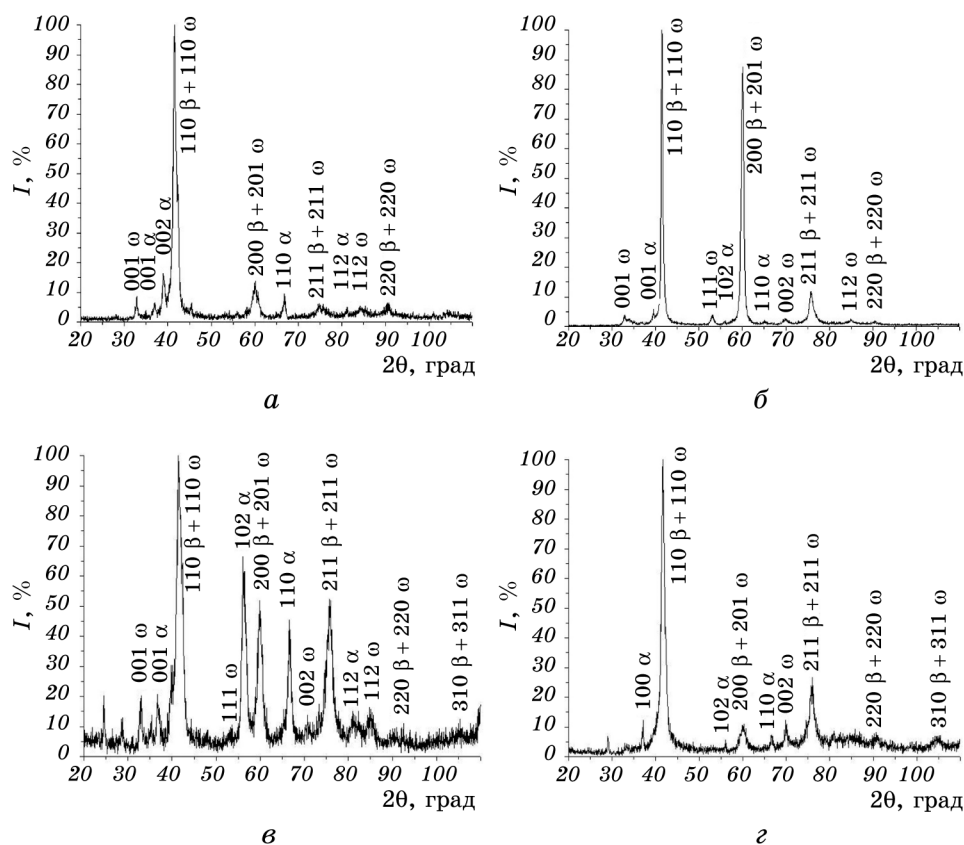 I, %
100
90
80
70
60
50
40
30
20
10
0
001 ω
001 α
002 α
110 β + 110 ω
200 β + 201 ω
110 α
211 β + 211 ω
112 α
112 ω
220 β + 220 ω
20 30 40 50 60 70 80 90 100
2θ, град
а
I, %
100
90
80
70
60
50
40
30
20
10
0
001 ω
001 α
110 β + 110 ω
111 ω
102 α
200 β + 201 ω
110 α
002 ω
211 β + 211 ω
112 ω
220 β + 220 ω
20 30 40 50 60 70 80 90 100
2θ, град
б
I, %
100
90
80
70
60
50
40
30
20
10
0
001 ω
001 α
110 β + 110 ω
111 ω
102 α
200 β + 201 ω
110 α
002 ω
211 β + 211 ω
112 α
112 ω
220 β + 220 ω
310 β + 311 ω
20 30 40 50 60 70 80 90 100
2θ, град
в
I, %
100
90
80
70
60
50
40
30
20
10
0
100 α
110 β + 110 ω
102 α
200 β + 201 ω
110 α
002 ω
211 β + 211 ω
220 β + 220 ω
310 β + 311 ω
20 30 40 50 60 70 80 90 100
2θ, град
г